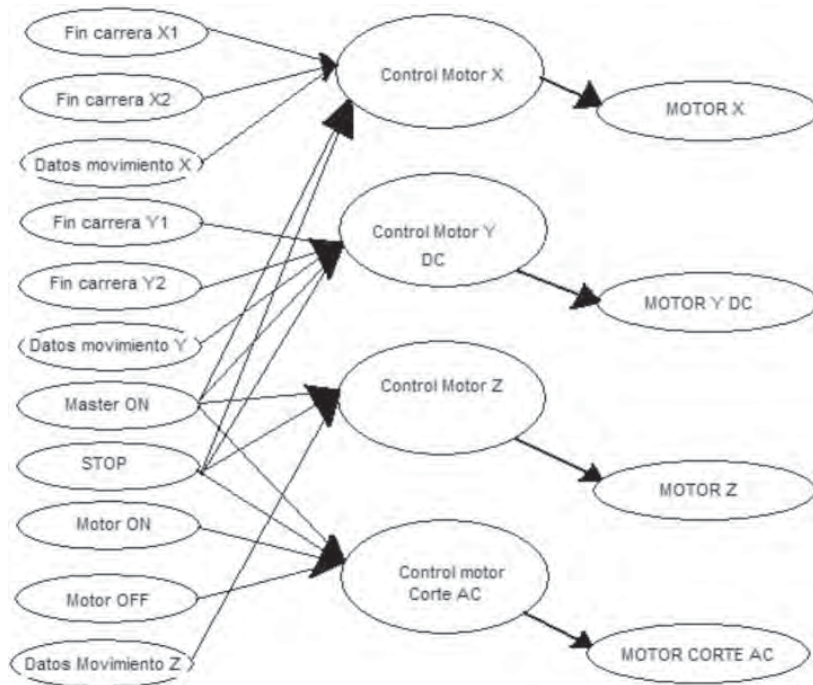 Fin carrera X1
Fin carrera X2
Datos movimiento X
Fin carrera Y1
Fin carrera Y2
Datos movimiento Y
Master ON
STOP
Motor ON
Motor OFF
Datos Movimiento Z
Control Motor X
Control Motor Y
DC
Control Motor Z
Control motor
Corte AC
MOTOR X
MOTOR Y DC
MOTOR Z
MOTOR CORTE AC